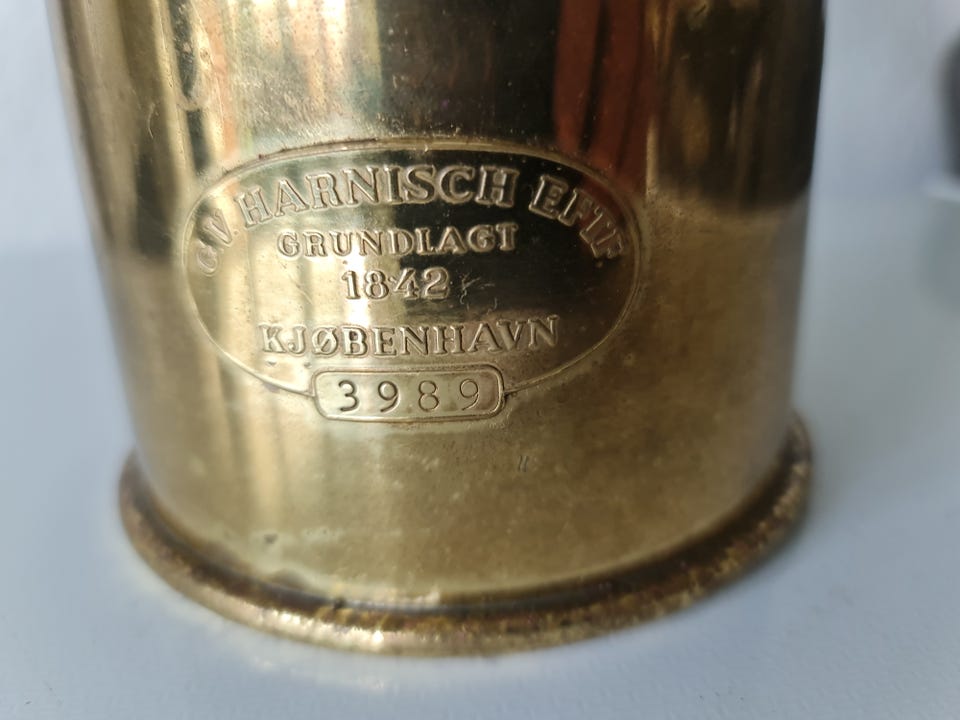 G.V. HARNISCH EFTF.
GRUNDLAGT
1842
KJØBENHAVN
3989